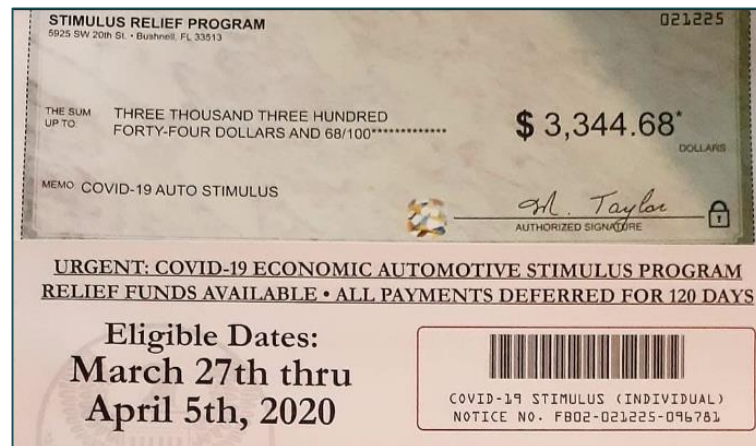 STIMULUS RELIEF PROGRAM
5925 SW 20th St. • Bushnell, FL 33513
021225
THE SUM UP TO:
THREE THOUSAND THREE HUNDRED
FORTY-FOUR DOLLARS AND 68/100*************
$ 3,344.68*
DOLLARS
MEMO COVID-19 AUTO STIMULUS
M. Taylor
AUTHORIZED SIGNATURE
URGENT: COVID-19 ECONOMIC AUTOMOTIVE STIMULUS PROGRAM
RELIEF FUNDS AVAILABLE • ALL PAYMENTS DEFERRED FOR 120 DAYS
Eligible Dates:
March 27th thru
April 5th, 2020
COVID-19 STIMULUS (INDIVIDUAL)
NOTICE NO. FB02-021225-096781